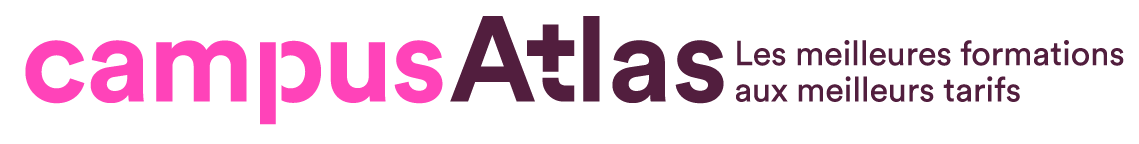 campusAtlas
Les meilleures formations
aux meilleurs tarifs